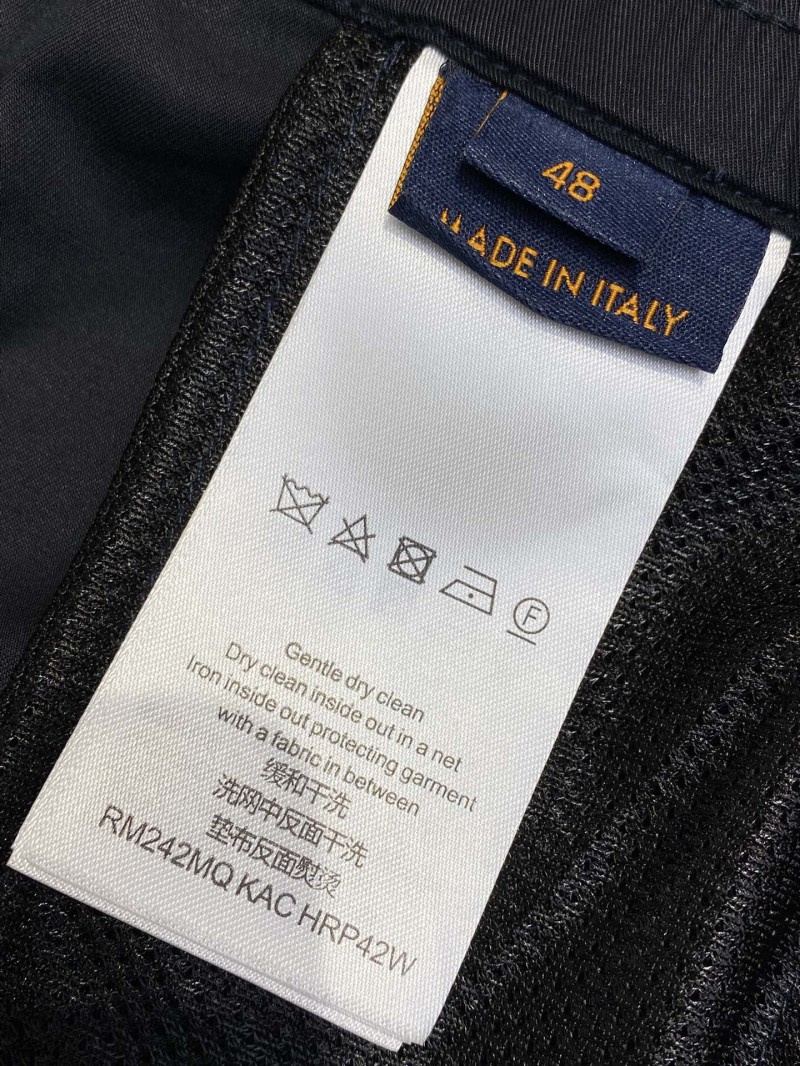 48
MADE IN ITALY
F
Gentle dry clean
Dry clean inside out in a net
Iron inside out protecting garment
with a fabric in between
缓和干洗
洗网中反面干洗
垫布反面熨烫
RM242MQ KAC HRP42W